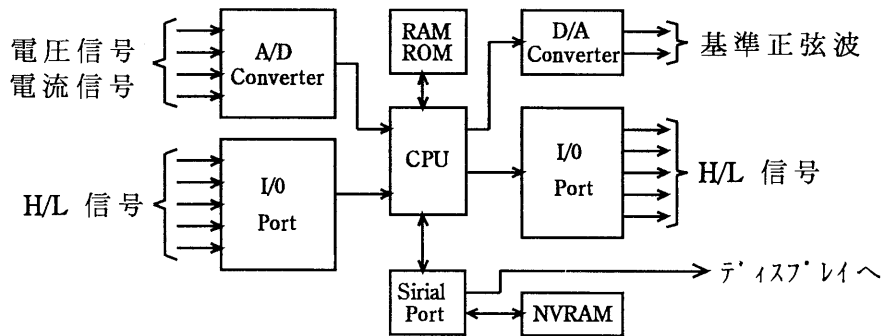 電圧信号
電流信号
A/D
Converter
RAM
ROM
D/A
Converter
基準正弦波
H/L 信号
I/0
Port
CPU
I/0
Port
H/L 信号
Sirial
Port
ディスプレイへ
NVRAM